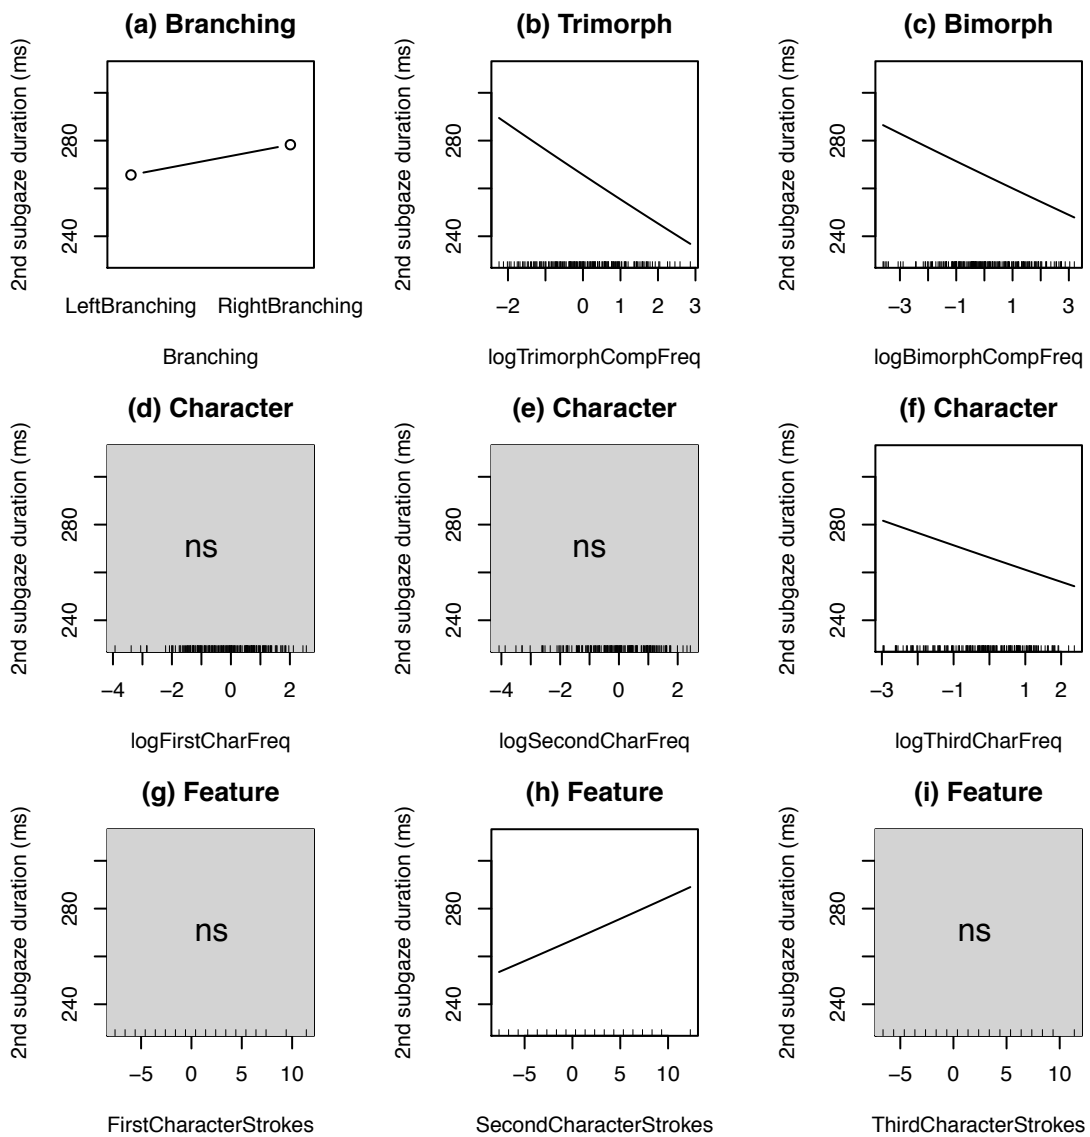 (a) Branching
2nd subgaze duration (ms)
280
240
LeftBranching RightBranching
Branching
(b) Trimorph
2nd subgaze duration (ms)
280
240
−2 0 1 2 3
logTrimorphCompFreq
(c) Bimorph
2nd subgaze duration (ms)
280
240
−3 −1 1 3
logBimorphCompFreq
(d) Character
2nd subgaze duration (ms)
280
240
ns
−4 −2 0 2
logFirstCharFreq
(e) Character
2nd subgaze duration (ms)
280
240
ns
−4 −2 0 2
logSecondCharFreq
(f) Character
2nd subgaze duration (ms)
280
240
−3 −1 1 2
logThirdCharFreq
(g) Feature
2nd subgaze duration (ms)
280
240
ns
−5 0 5 10
FirstCharacterStrokes
(h) Feature
2nd subgaze duration (ms)
280
240
−5 0 5 10
SecondCharacterStrokes
(i) Feature
2nd subgaze duration (ms)
280
240
ns
−5 0 5 10
ThirdCharacterStrokes